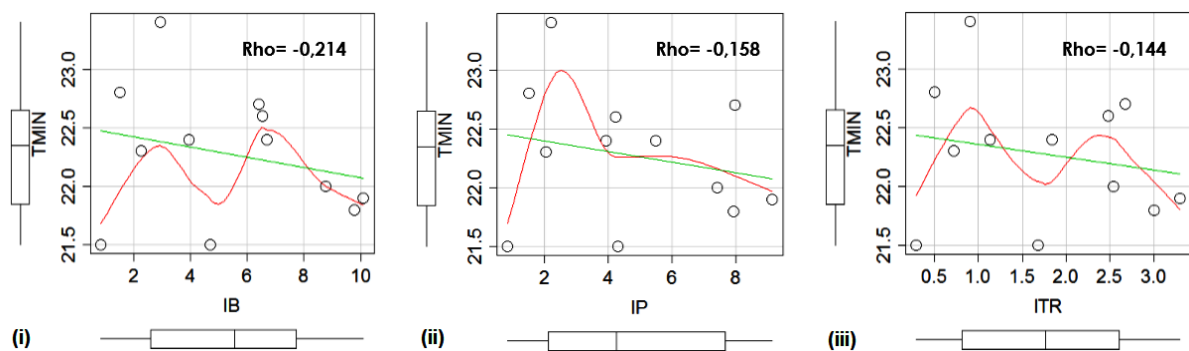 Rho= -0,214
TMIN
21.5 22.0 22.5 23.0
2 4 6 8 10
IB
(i)
Rho= -0,158
TMIN
21.5 22.0 22.5 23.0
2 4 6 8
IP
(ii)
Rho= -0,144
TMIN
21.5 22.0 22.5 23.0
0.5 1.0 1.5 2.0 2.5 3.0
ITR
(iii)